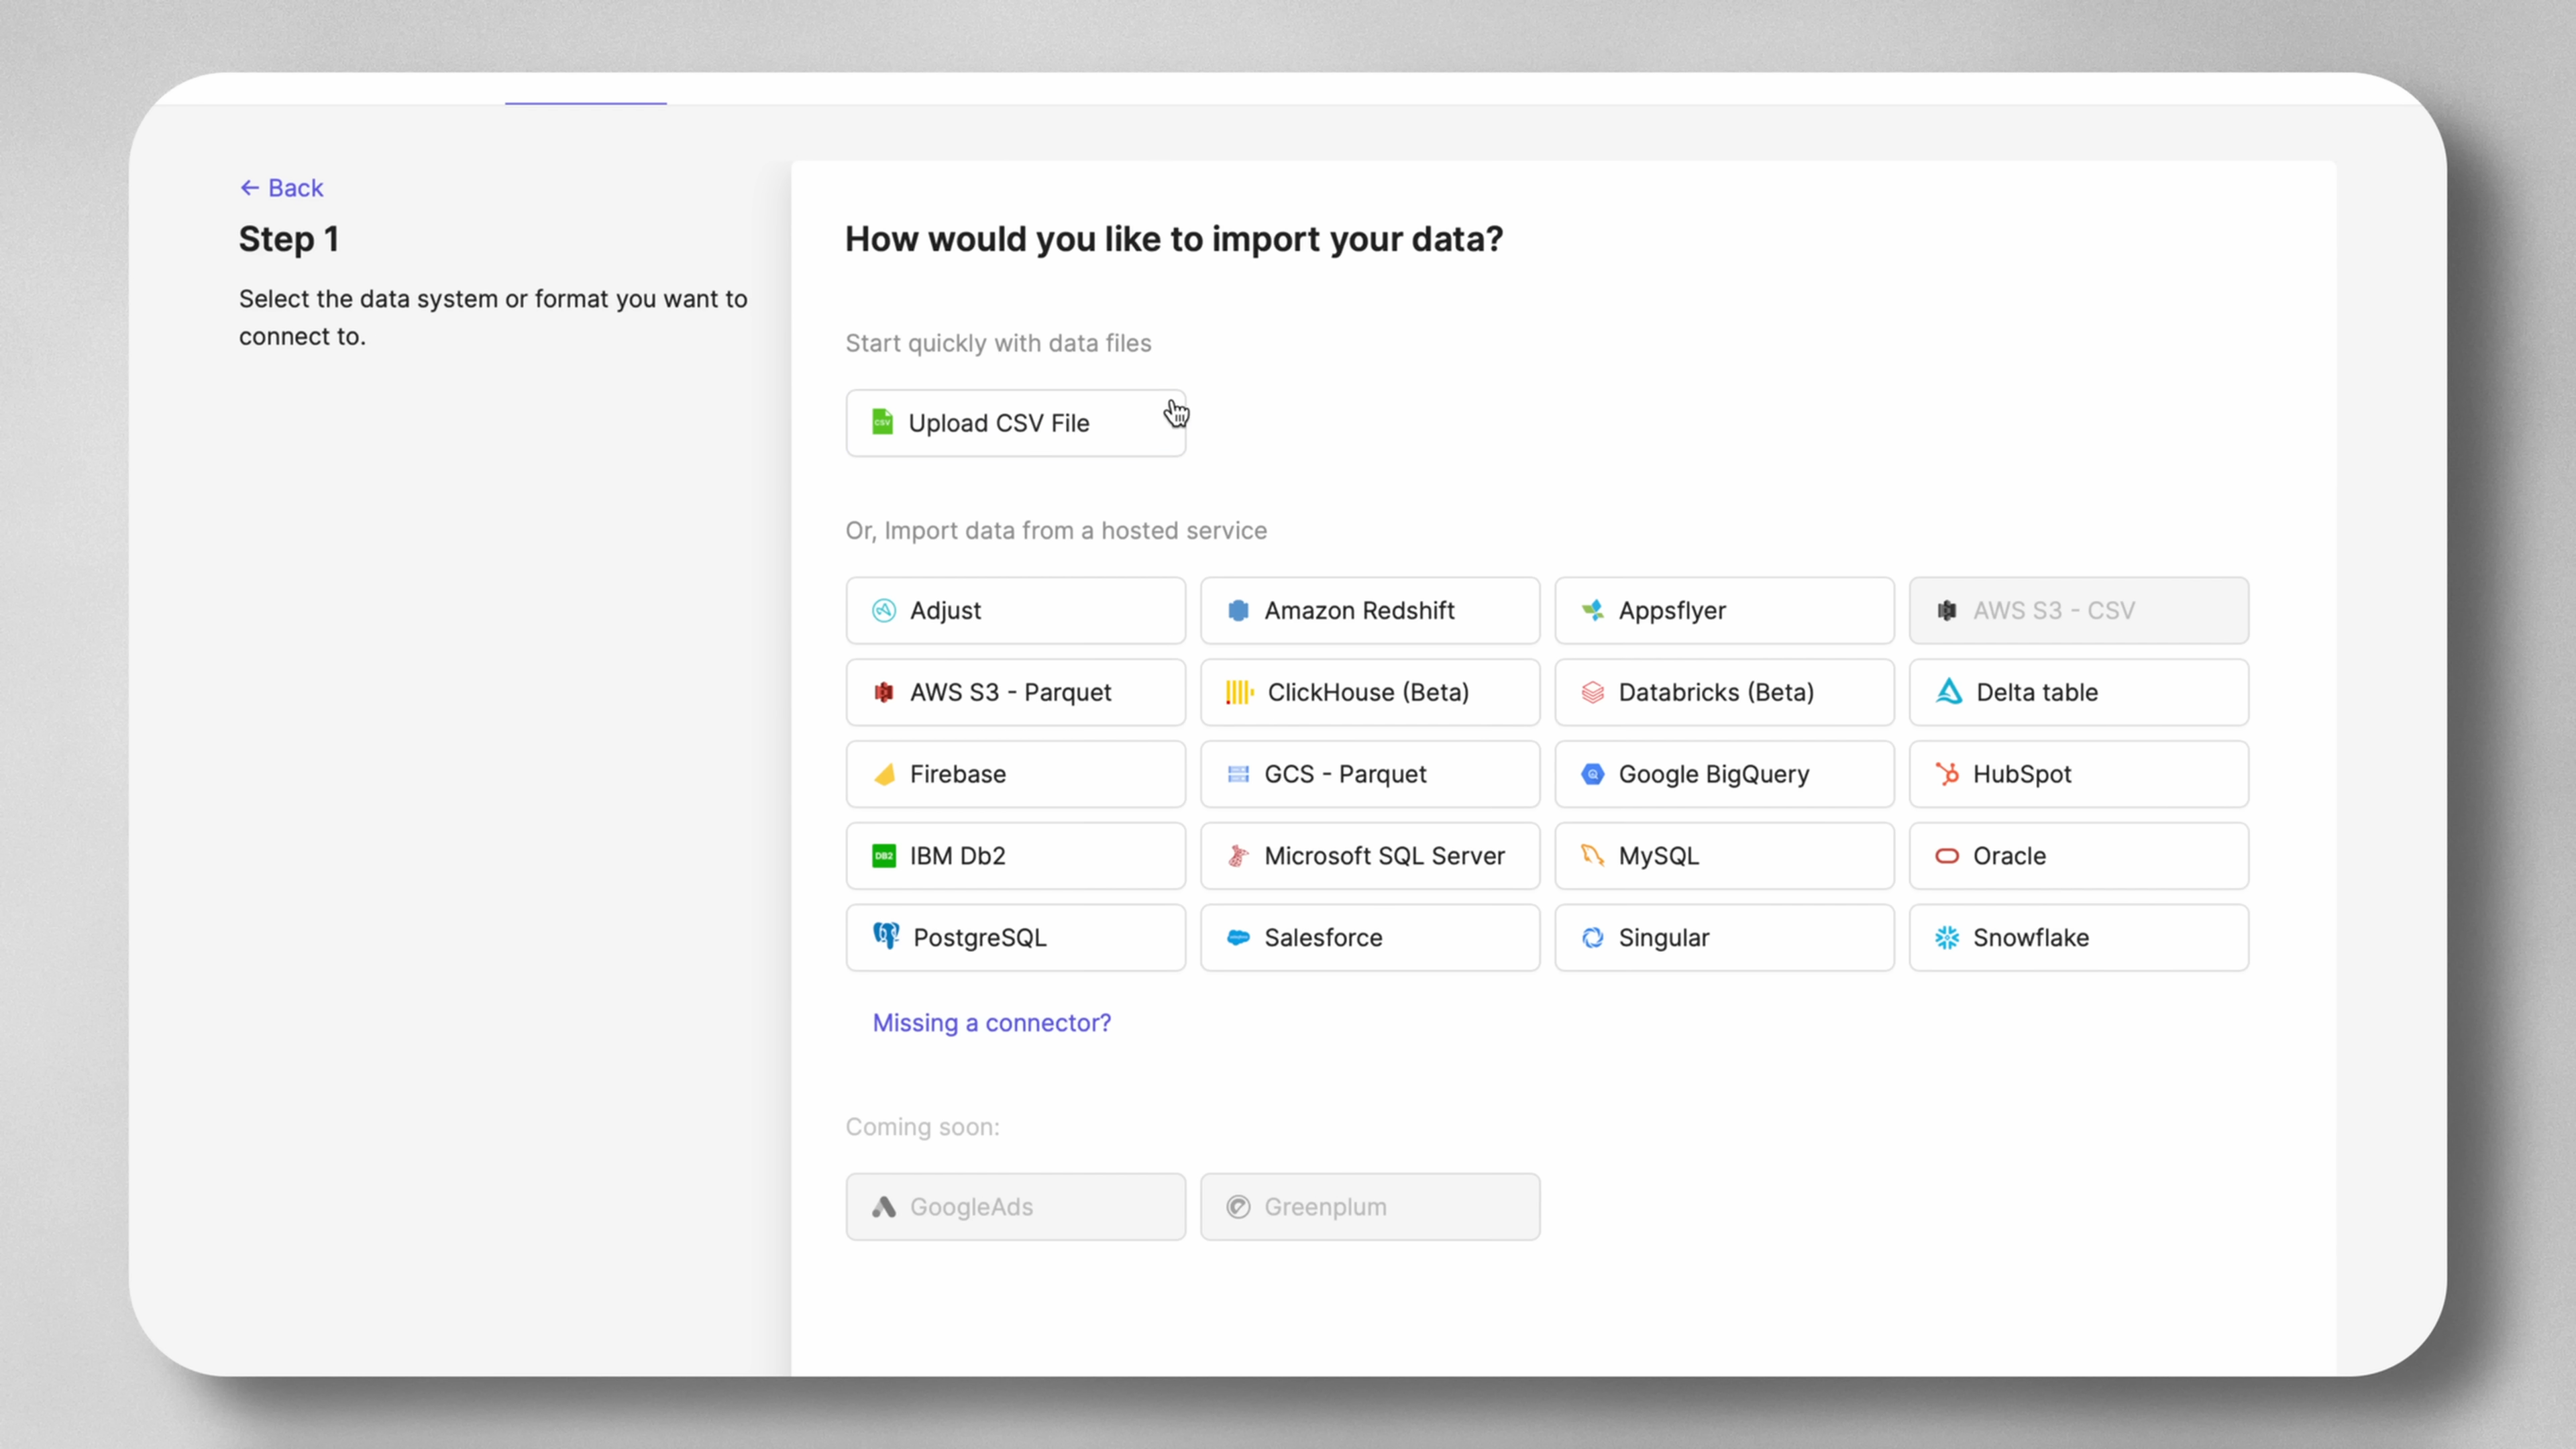 ← Back
Step 1
Select the data system or format you want to
connect to.
How would you like to import your data?
Start quickly with data files
CSV Upload CSV File
Or, Import data from a hosted service
Adjust
Amazon Redshift
Appsflyer
AWS S3 - CSV
AWS S3 - Parquet
ClickHouse (Beta)
Databricks (Beta)
Delta table
Firebase
GCS - Parquet
Google BigQuery
HubSpot
DB2 IBM Db2
Microsoft SQL Server
MySQL
Oracle
PostgreSQL
Salesforce
Singular
Snowflake
Missing a connector?
Coming soon:
GoogleAds
Greenplum